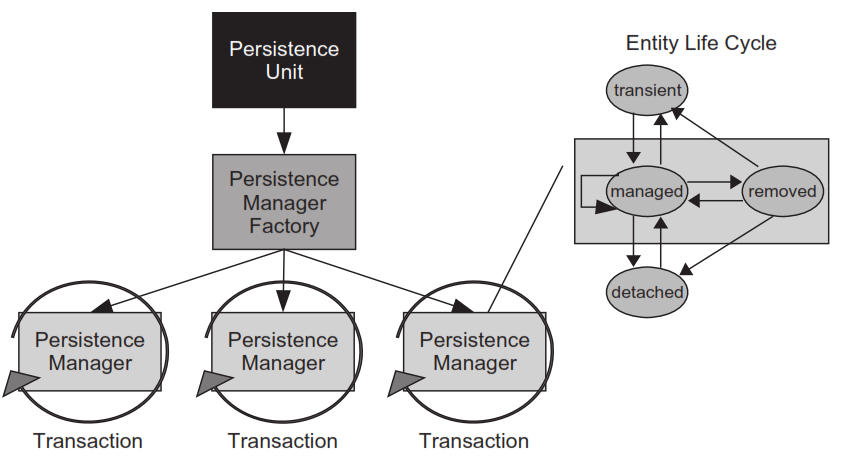 Persistence
Unit
Entity Life Cycle
transient
Persistence
Manager
Factory
managed
removed
detached
Persistence
Manager
Persistence
Manager
Persistence
Manager
Transaction
Transaction
Transaction